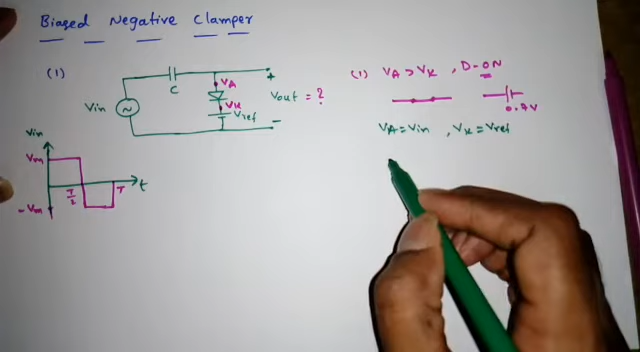 Biased Negative Clamper
(1)
C
VA
VK
Vref
Vin
+
Vout = ?
-
Vin
Vm
T/2
T
t
-Vm
(1) VA > VK , D-ON
0.7V
VA = Vin , VK = Vref